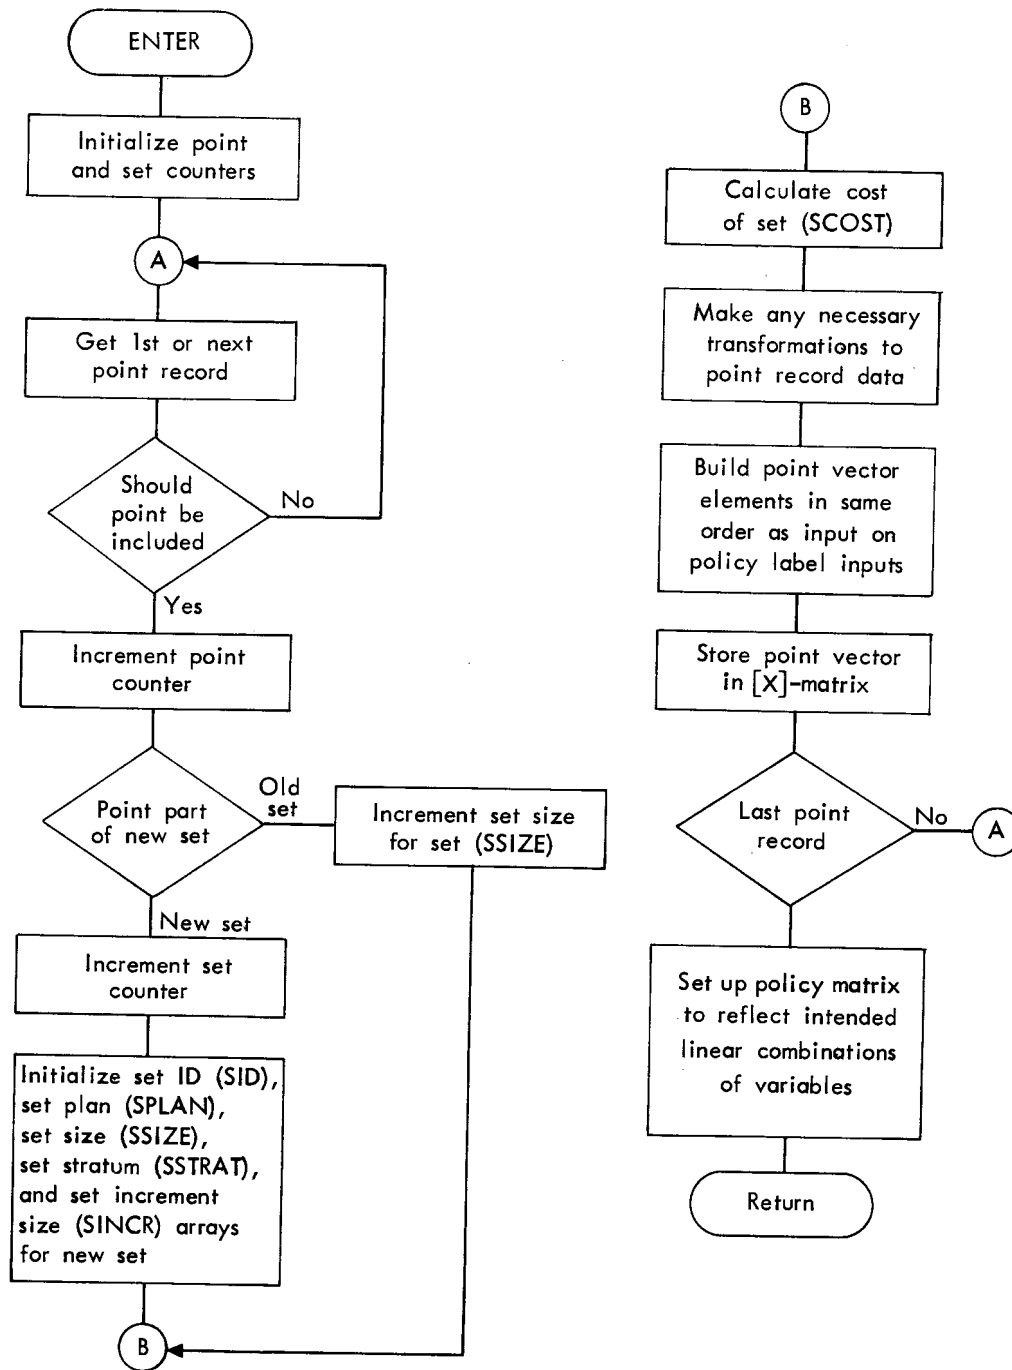 ENTER
Initialize point
and set counters
A
Get 1st or next
point record
Should
point be
included
No
Yes
Increment point
counter
Point part
of new set
Old
set
Increment set size
for set (SSIZE)
New set
Increment set
counter
Initialize set ID (SID),
set plan (SPLAN),
set size (SSIZE),
set stratum (SSTRAT),
and set increment
size (SINCR) arrays
for new set
B
B
Calculate cost
of set (SCOST)
Make any necessary
transformations to
point record data
Build point vector
elements in same
order as input on
policy label inputs
Store point vector
in [X]-matrix
Last point
record
No
A
Set up policy matrix
to reflect intended
linear combinations
of variables
Return